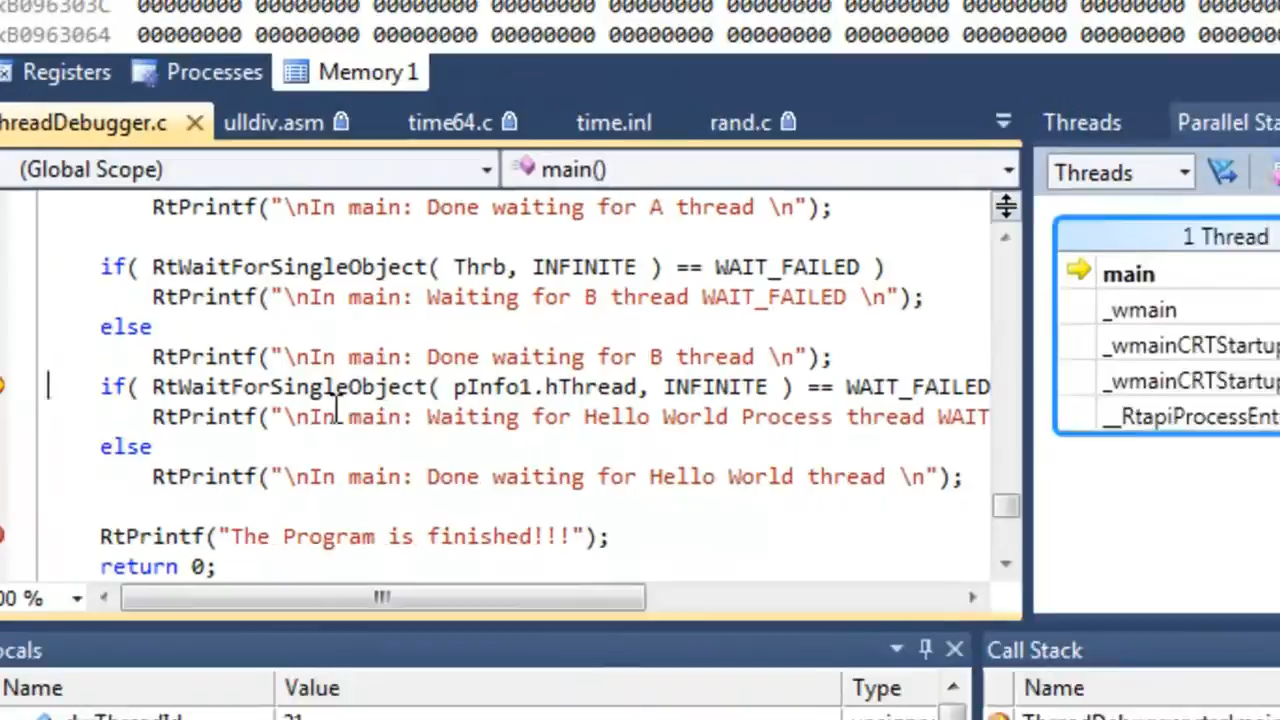 xB096303C 00000000 00000000 00000000 00000000 00000000 00000000 00000000 00000000 00000000
xB0963064 00000000 00000000 00000000 00000000 00000000 00000000 00000000 00000000 00000000
Registers Processes Memory 1
hreadDebugger.c ulldiv.asm time64.c time.inl rand.c
Threads Parallel Sta
(Global Scope) main()
Threads
RtPrintf("\nIn main: Done waiting for A thread \n");
if( RtWaitForSingleObject( Thrb, INFINITE ) == WAIT_FAILED )
RtPrintf("\nIn main: Waiting for B thread WAIT_FAILED \n");
else
RtPrintf("\nIn main: Done waiting for B thread \n");
if( RtWaitForSingleObject( pInfo1.hThread, INFINITE ) == WAIT_FAILED
RtPrintf("\nIn main: Waiting for Hello World Process thread WAIT
else
RtPrintf("\nIn main: Done waiting for Hello World thread \n");
RtPrintf("The Program is finished!!!");
return 0;
1 Thread
main
_wmain
_wmainCRTStartup
_wmainCRTStartup
__RtapiProcessEnt
00 %
ocals
Name Value Type
dwThreadId 21
Call Stack
Name